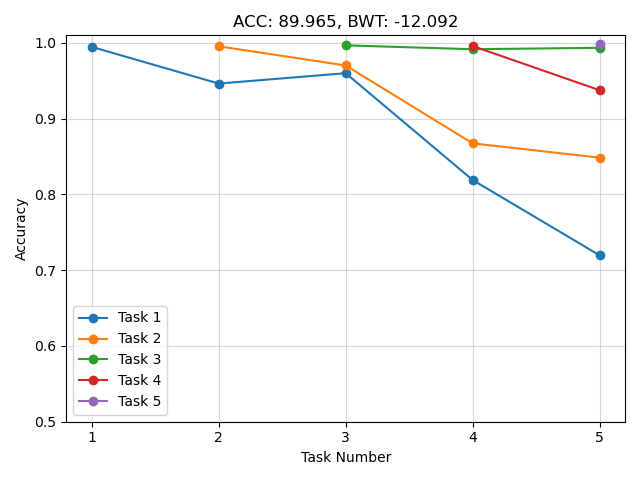 ACC: 89.965, BWT: -12.092
Accuracy
1.0
0.9
0.8
0.7
0.6
0.5
Task 1
Task 2
Task 3
Task 4
Task 5
1 2 3 4 5
Task Number